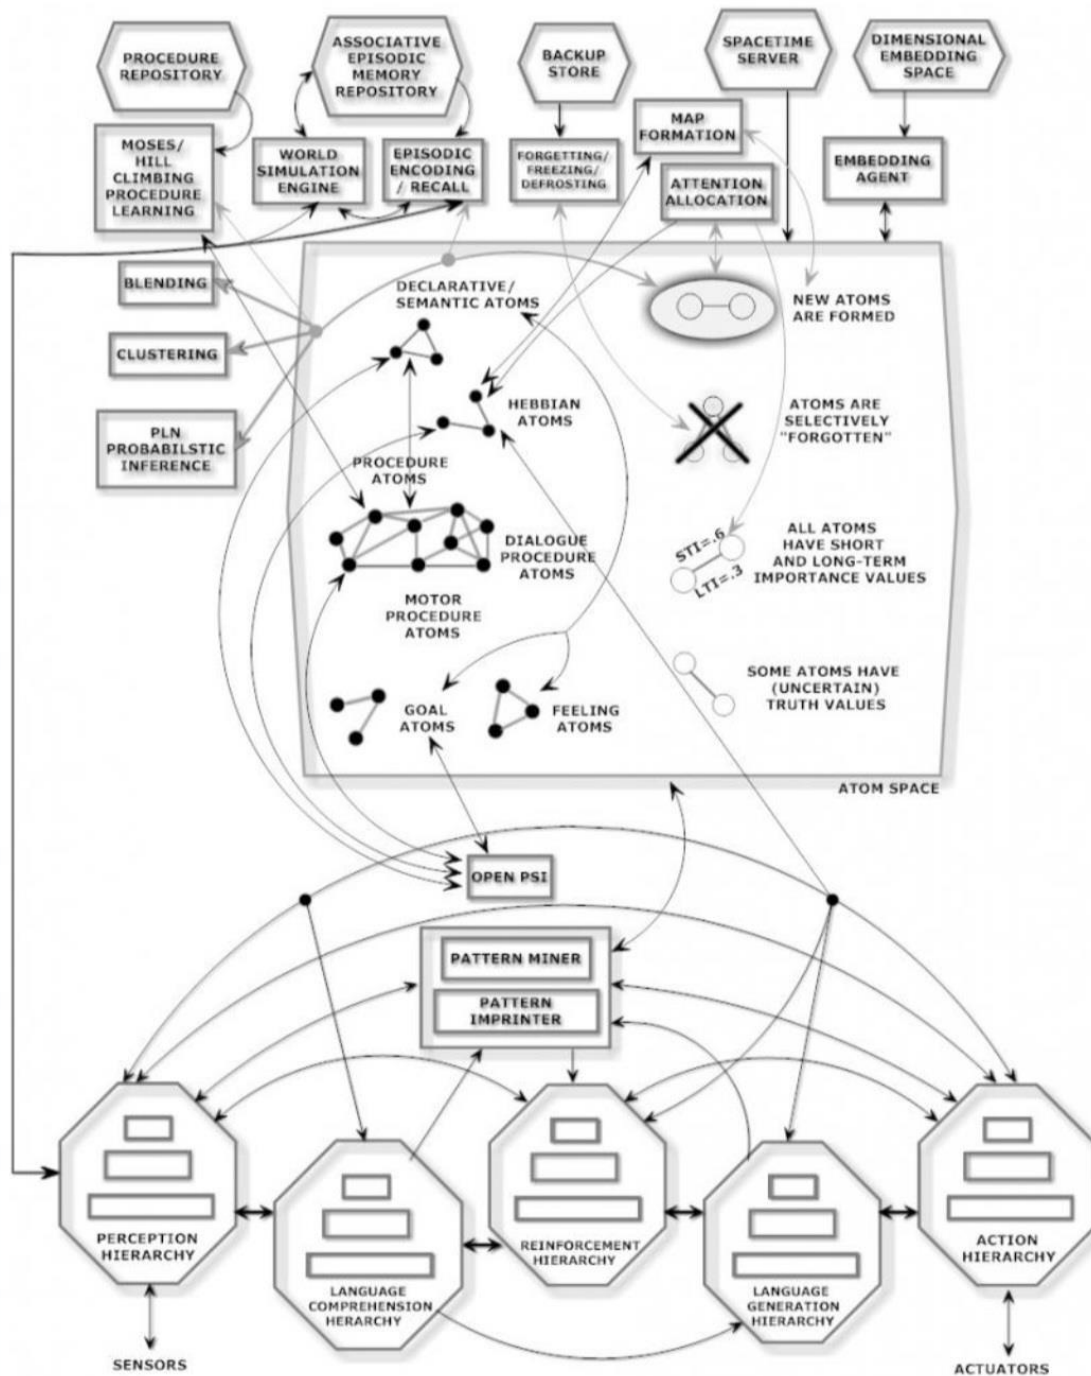 PROCEDURE
REPOSITORY
ASSOCIATIVE
EPISODIC
MEMORY
REPOSITORY
BACKUP
STORE
SPACETIME
SERVER
DIMENSIONAL
EMBEDDING
SPACE
MOSES/
HILL
CLIMBING
PROCEDURE
LEARNING
WORLD
SIMULATION
ENGINE
EPISODIC
ENCODING
/ RECALL
FORGETTING/
FREEZING/
DEFROSTING/
MAP
FORMATION
ATTENTION
ALLOCATION
EMBEDDING
AGENT
BLENDING
CLUSTERING
PLN
PROBABILSTIC
INFERENCE
DECLARATIVE/
SEMANTIC ATOMS
NEW ATOMS
ARE FORMED
HEBBIAN
ATOMS
ATOMS ARE
SELECTIVELY
"FORGOTTEN"
PROCEDURE
ATOMS
DIALOGUE
PROCEDURE
ATOMS
STI=.6
LTI=.3
ALL ATOMS
HAVE SHORT
AND LONG-TERM
IMPORTANCE VALUES
MOTOR
PROCEDURE
ATOMS
GOAL
ATOMS
FEELING
ATOMS
SOME ATOMS HAVE
(UNCERTAIN)
TRUTH VALUES
ATOM SPACE
OPEN PSI
PATTERN MINER
PATTERN
IMPRINTER
PERCEPTION
HIERARCHY
LANGUAGE
COMPREHENSION
HERARCHY
REINFORCEMENT
HIERARCHY
LANGUAGE
GENERATION
HIERARCHY
ACTION
HIERARCHY
SENSORS
ACTUATORS